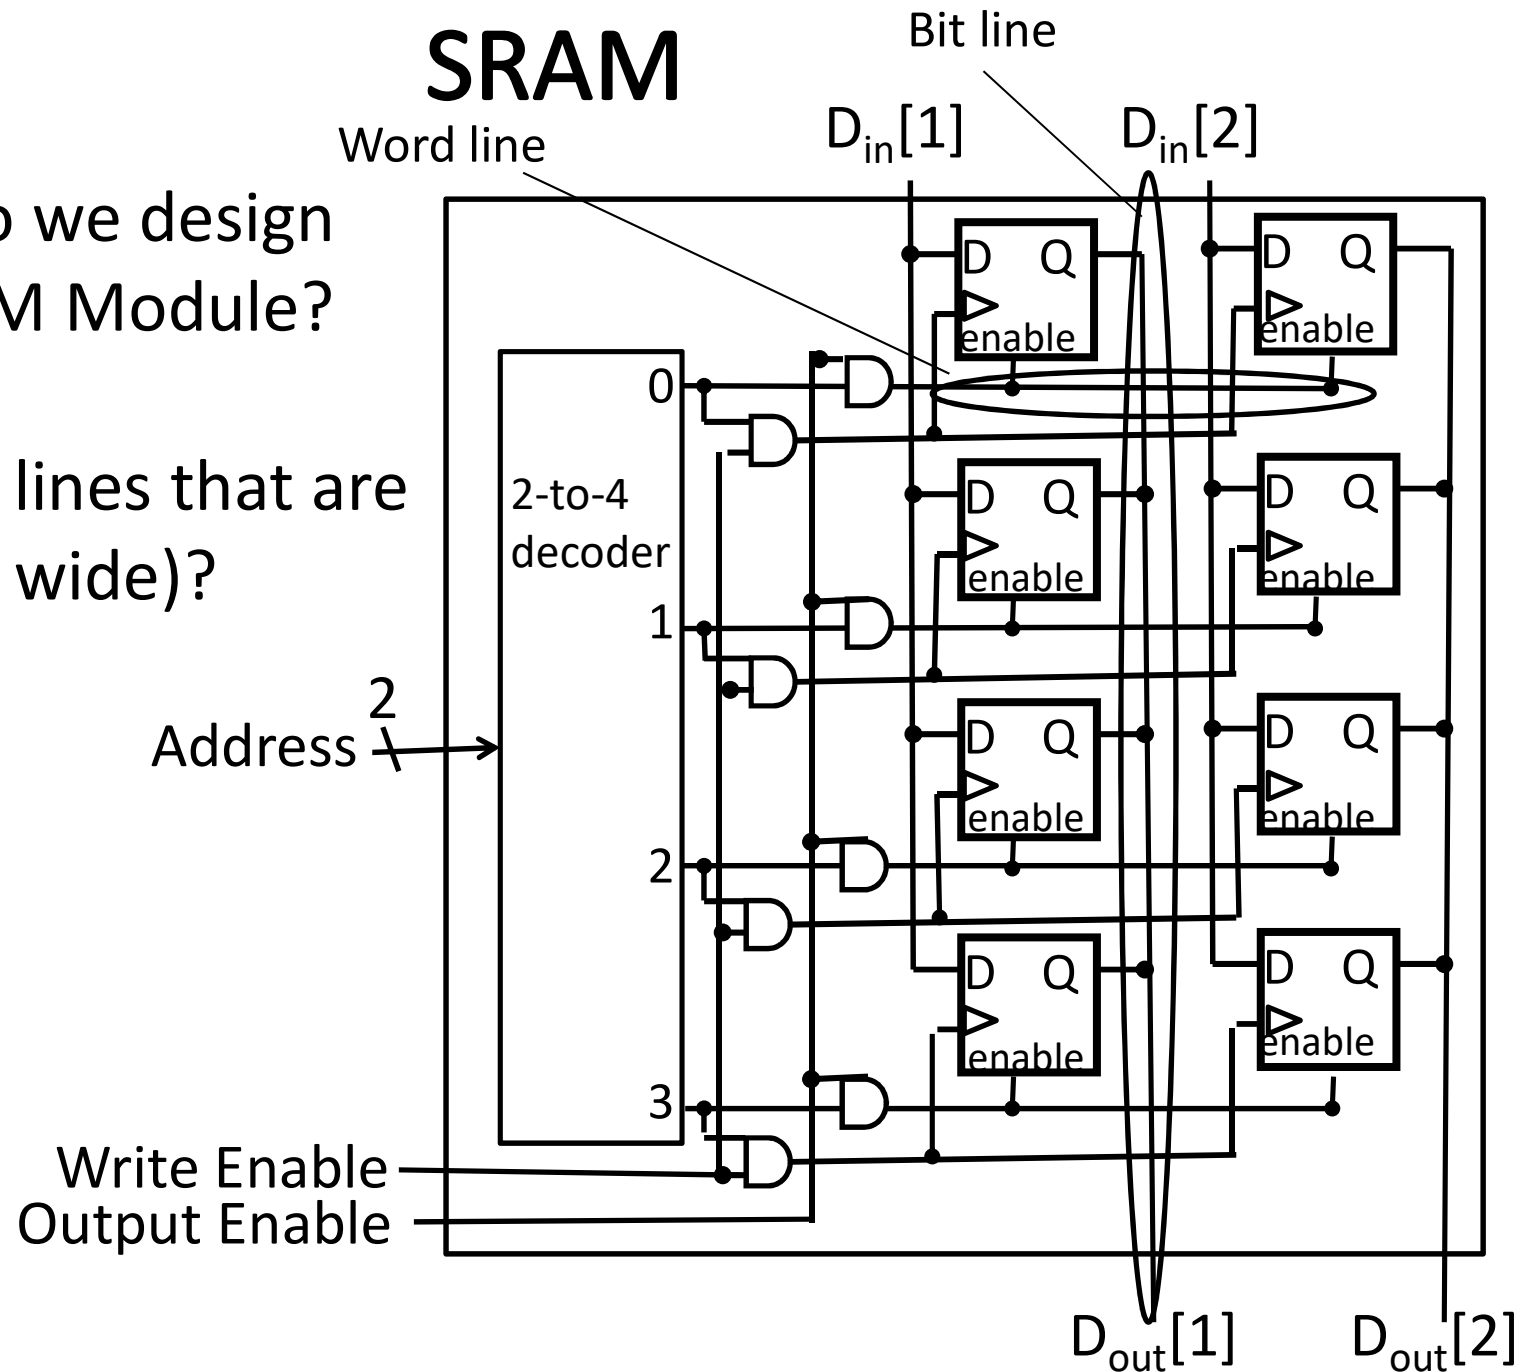 SRAM
Bit line
Word line
D_in[1] D_in[2]
we design
Module?
lines that are
wide)?
D Q D Q
enable enable
0
2-to-4
decoder
D Q D Q
enable enable
1
2
Address
D Q D Q
enable enable
2
D Q D Q
enable enable
3
Write Enable
Output Enable
D_out[1] D_out[2]